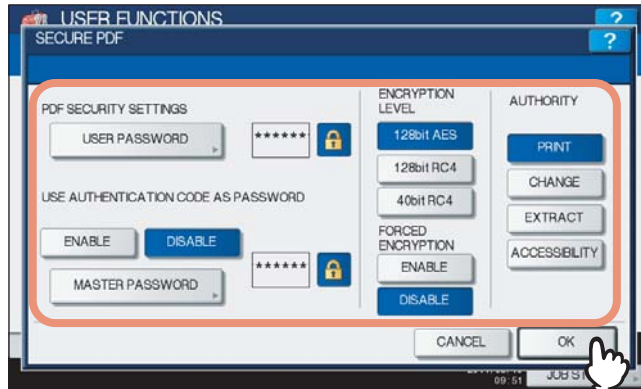 USER FUNCTIONS
?
SECURE PDF
?
PDF SECURITY SETTINGS
USER PASSWORD
******
USE AUTHENTICATION CODE AS PASSWORD
ENABLE
DISABLE
MASTER PASSWORD
******
ENCRYPTION
LEVEL
128bit AES
128bit RC4
40bit RC4
FORCED
ENCRYPTION
ENABLE
DISABLE
AUTHORITY
PRINT
CHANGE
EXTRACT
ACCESSIBILITY
CANCEL
OK
09:51